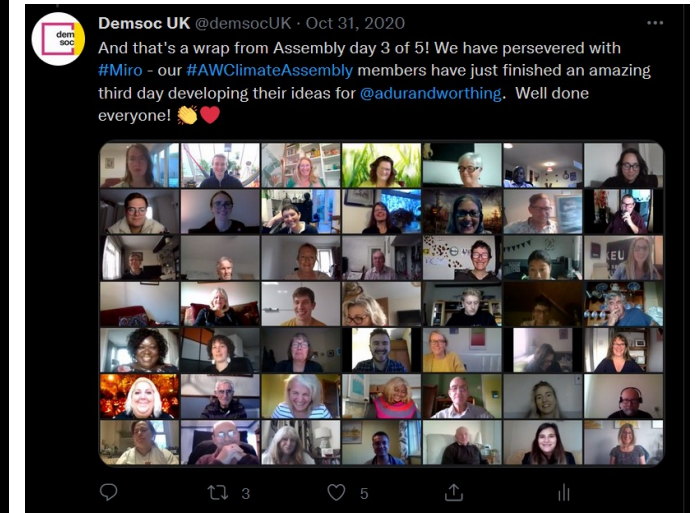 dem
soc
Demsoc UK @demsocUK · Oct 31, 2020
And that's a wrap from Assembly day 3 of 5! We have persevered with
#Miro - our #AWClimateAssembly members have just finished an amazing
third day developing their ideas for @adurandworthing. Well done
everyone! 👏❤️
KEU
3
5